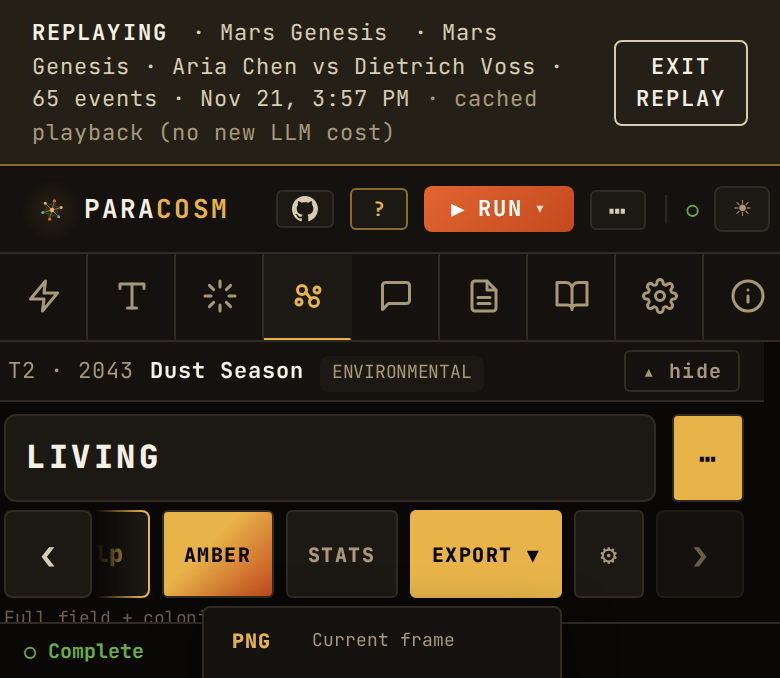 REPLAYING · Mars Genesis · Mars
Genesis · Aria Chen vs Dietrich Voss ·
65 events · Nov 21, 3:57 PM · cached
playback (no new LLM cost)
EXIT
REPLAY
PARACOSM
?
▶ RUN ▼
…
T2 · 2043 Dust Season ENVIRONMENTAL
▲ hide
LIVING
…
‹
AMBER
STATS
EXPORT ▼
›
Full field +
Complete
PNG Current frame